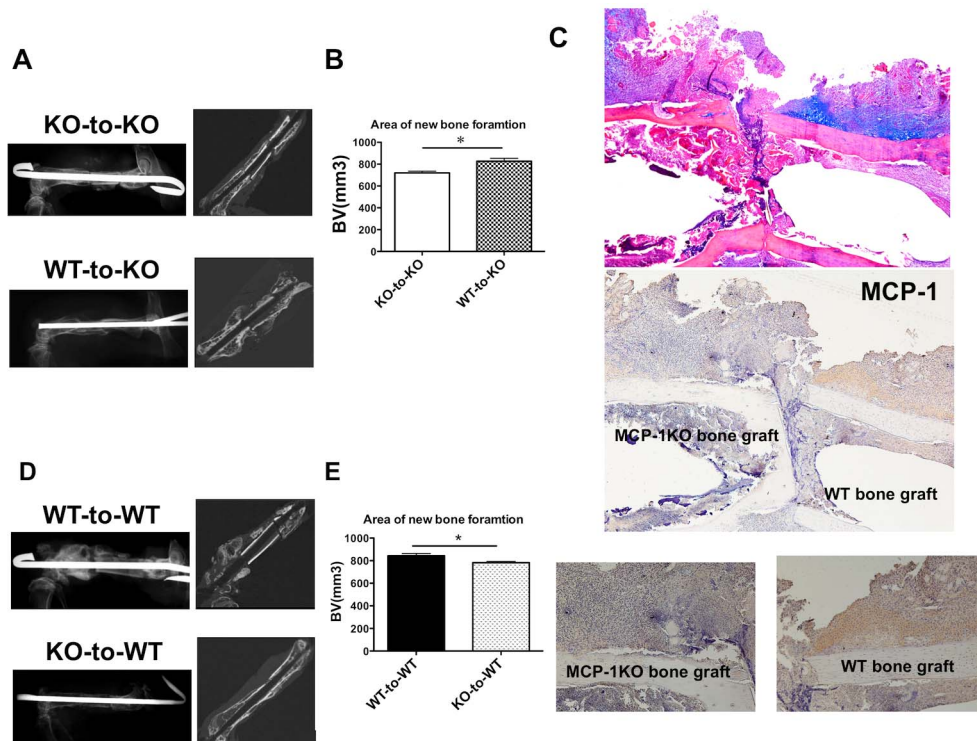 A
KO-to-KO
WT-to-KO
B
Area of new bone foramtion
*
BV(mm3)
1000
800
600
400
200
0
KO-to-KO
WT-to-KO
C
MCP-1
MCP-1KO bone graft
WT bone graft
D
WT-to-WT
KO-to-WT
E
Area of new bone foramtion
*
BV(mm3)
1000
800
600
400
200
0
WT-to-WT
KO-to-WT
MCP-1KO bone graft
WT bone graft